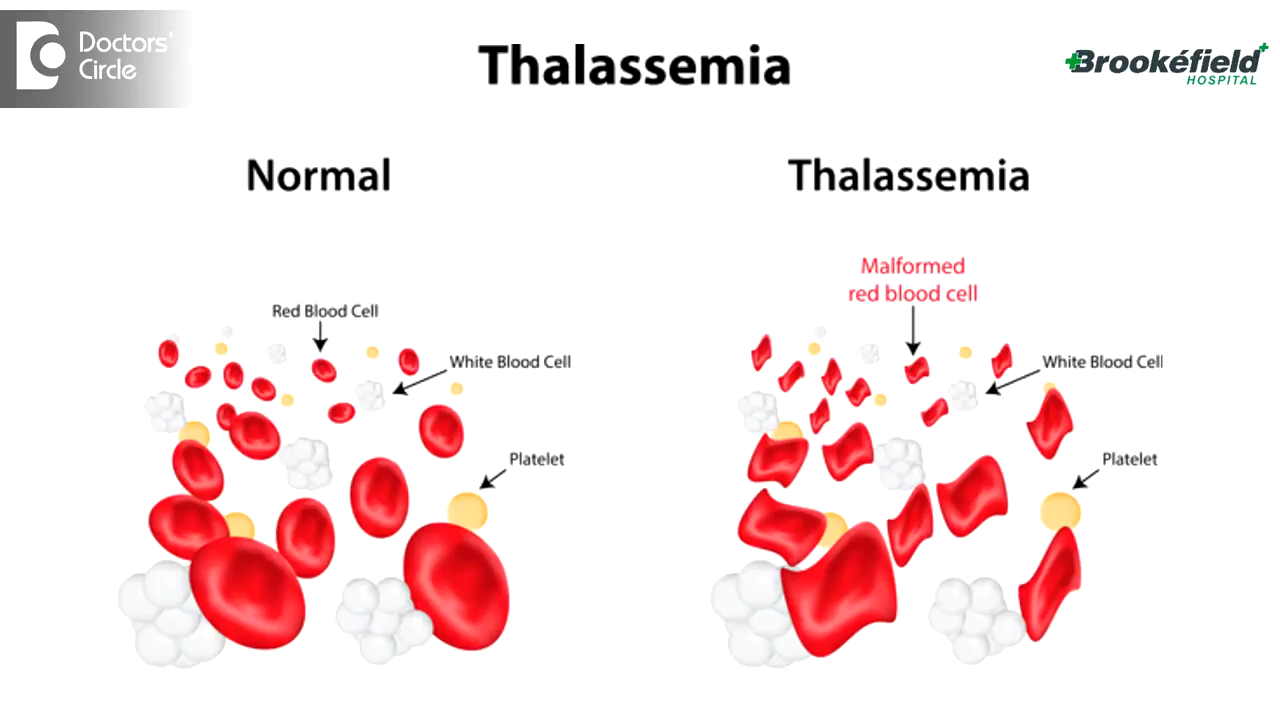 Doctors'
Circle
Thalassemia
Brookéfield
HOSPITAL
Normal
Thalassemia
Malformed
red blood cell
Red Blood Cell
White Blood Cell
White Blood Cell
Platelet
Platelet